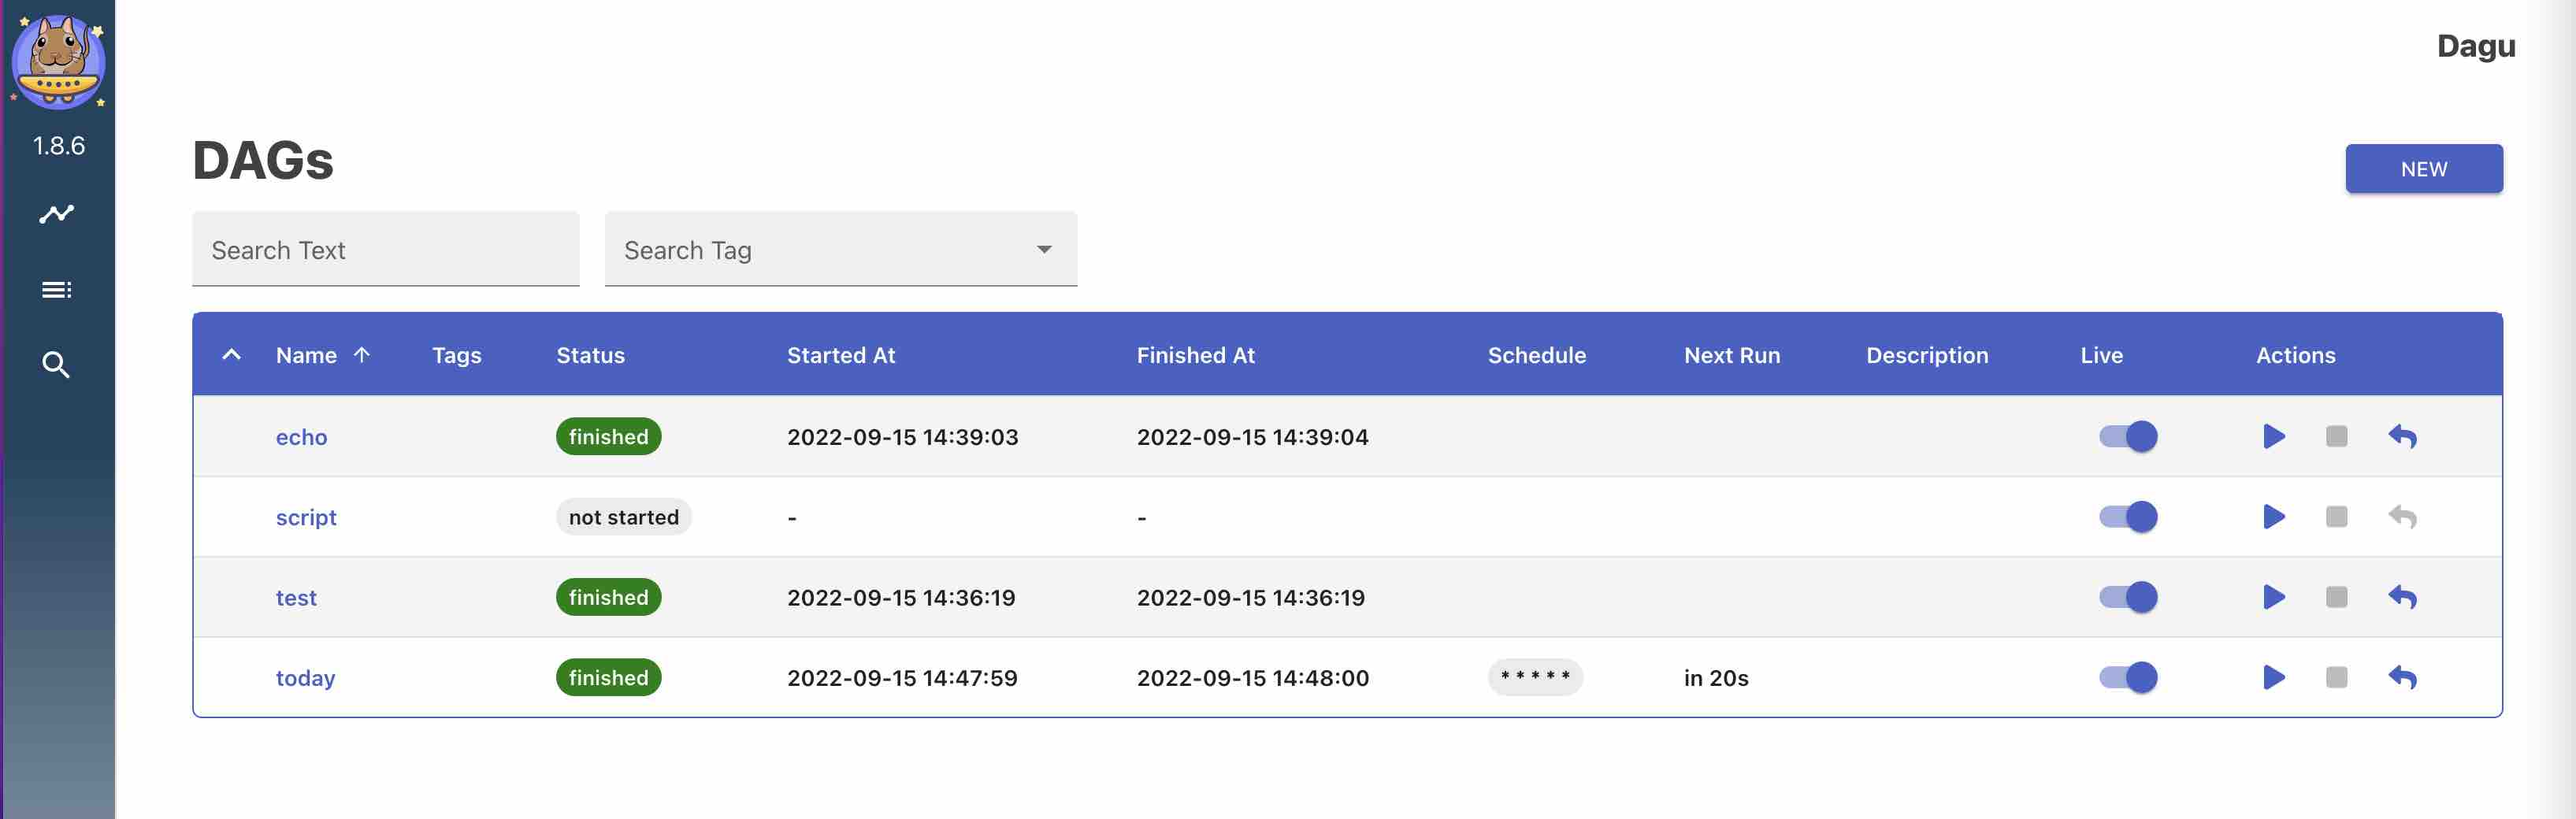 Dagu
1.8.6
DAGs
NEW
Search Text Search Tag
Name Tags Status Started At Finished At Schedule Next Run Description Live Actions
echo finished 2022-09-15 14:39:03 2022-09-15 14:39:04
script not started - -
test finished 2022-09-15 14:36:19 2022-09-15 14:36:19
today finished 2022-09-15 14:47:59 2022-09-15 14:48:00 * * * * * in 20s